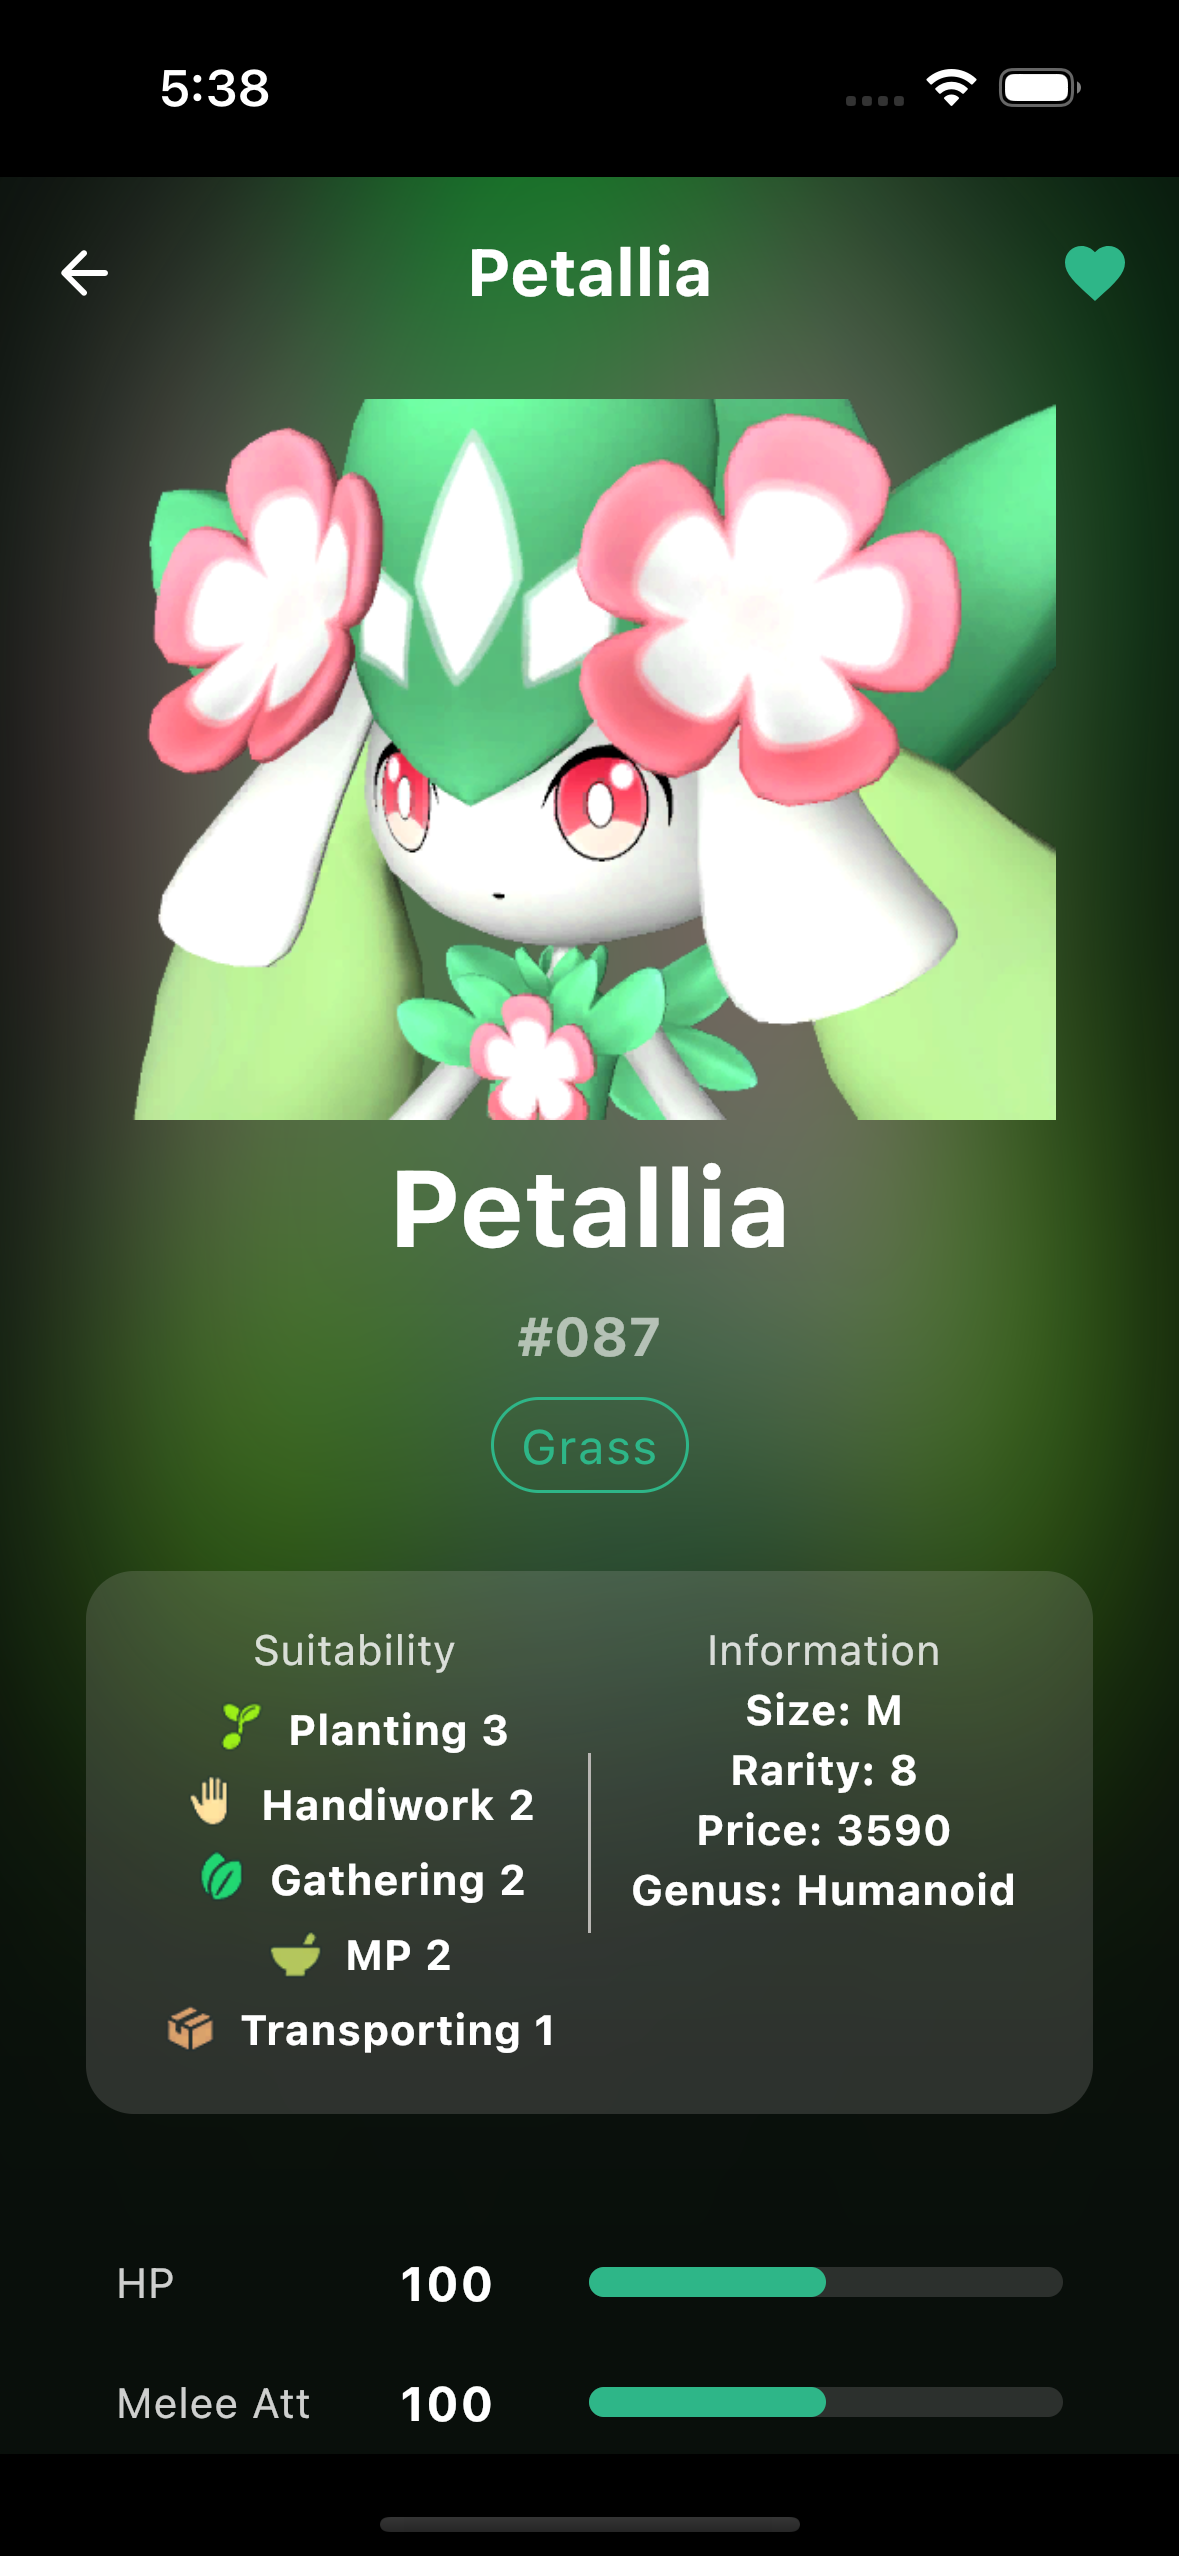 5:38
Petallia
Petallia
#087
Grass
Suitability
Planting 3
Handiwork 2
Gathering 2
MP 2
Transporting 1
Information
Size: M
Rarity: 8
Price: 3590
Genus: Humanoid
HP 100
Melee Att 100